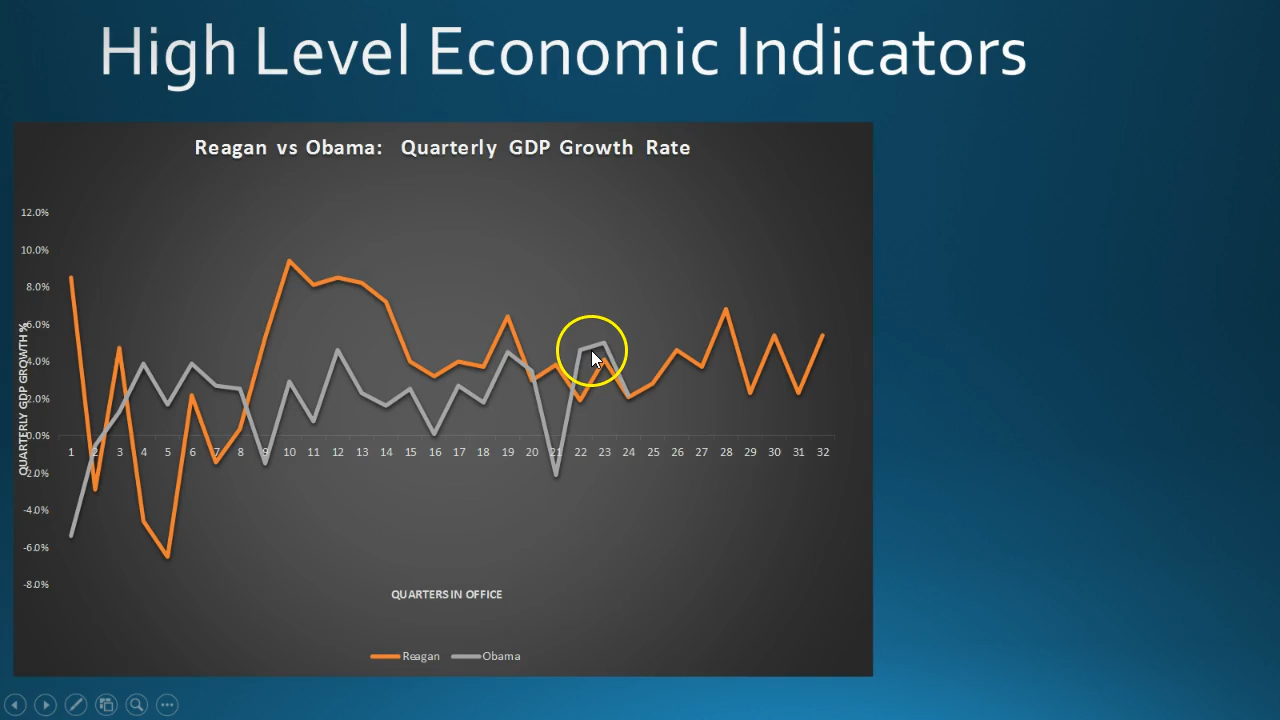 High Level Economic Indicators
Reagan vs Obama: Quarterly GDP Growth Rate
12.0%
10.0%
8.0%
6.0%
4.0%
2.0%
0.0%
-2.0%
-4.0%
-6.0%
-8.0%
QUARTERLY GDP GROWTH %
1 2 3 4 5 6 7 8 9 10 11 12 13 14 15 16 17 18 19 20 21 22 23 24 25 26 27 28 29 30 31 32
QUARTERS IN OFFICE
Reagan Obama